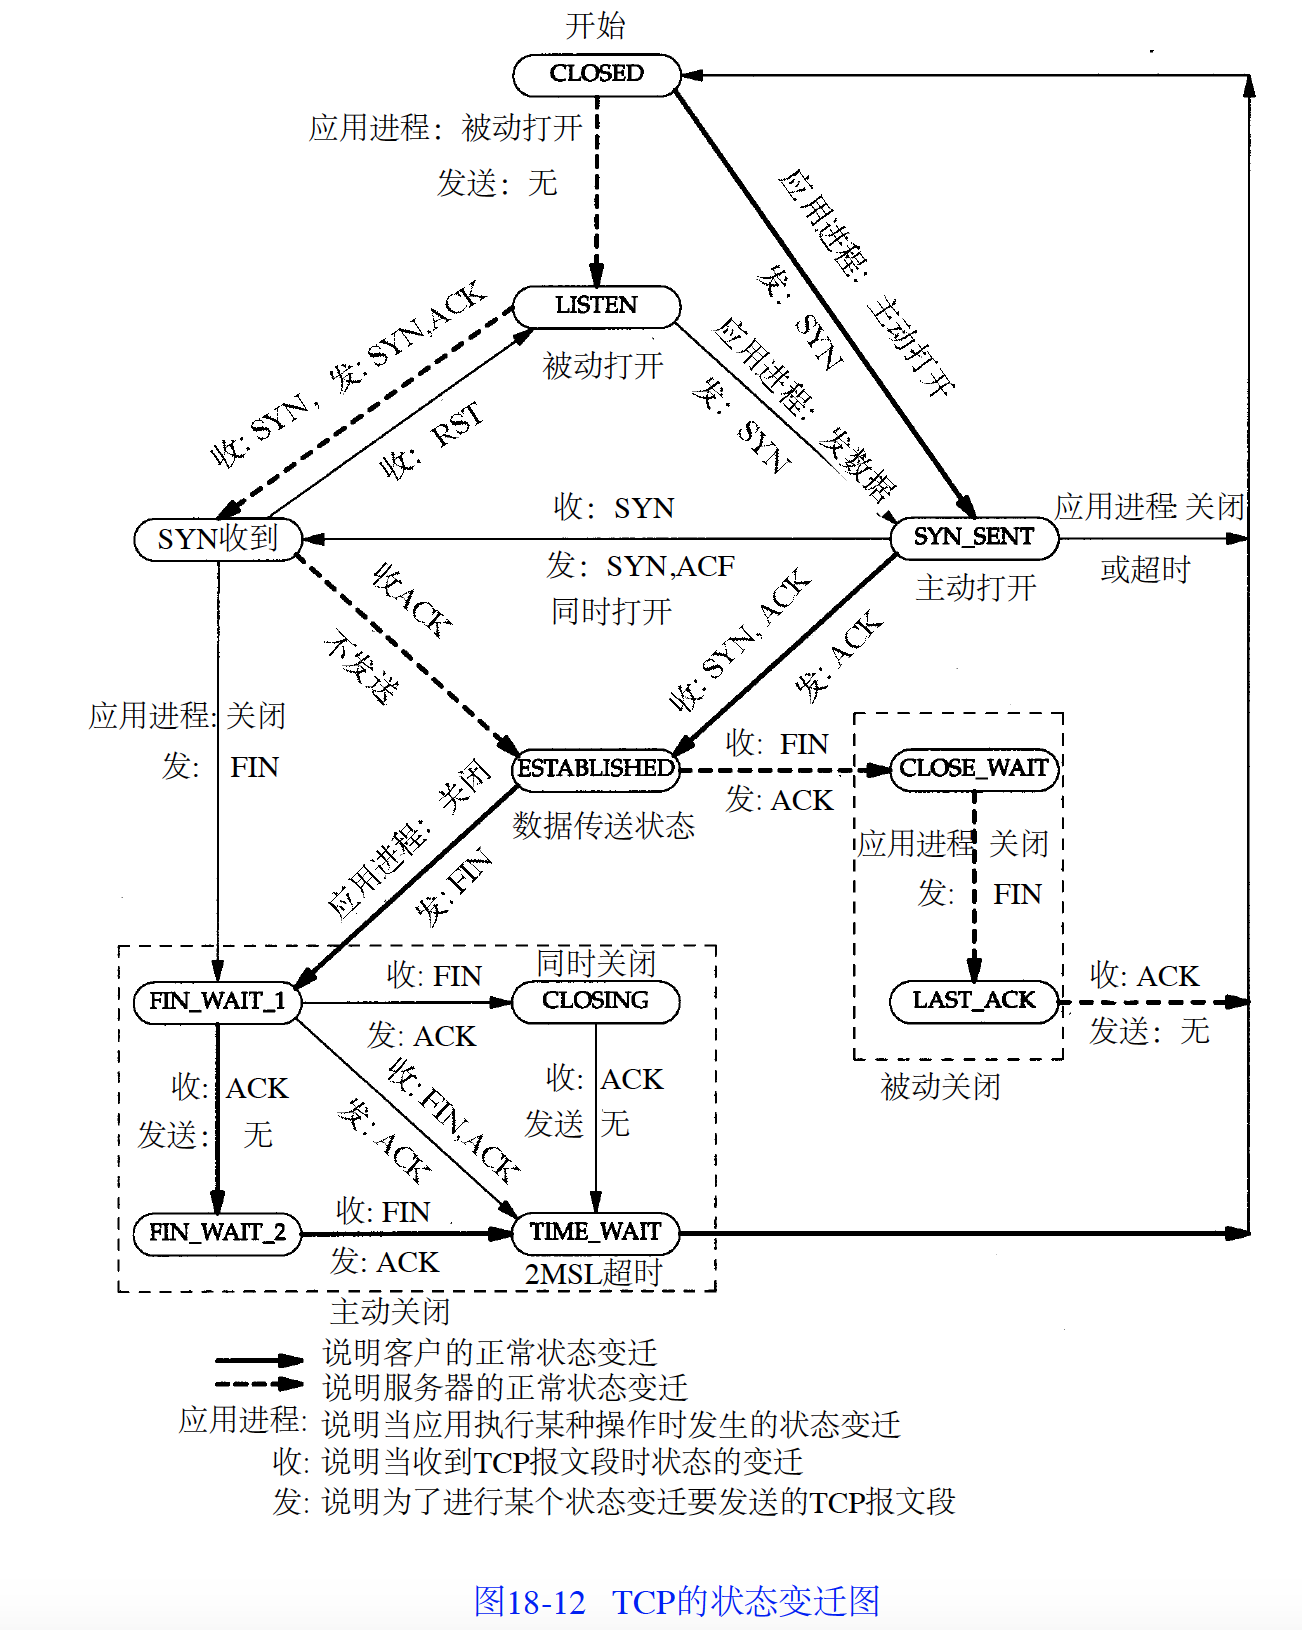 开始
CLOSED
应用进程：被动打开
发送：无
应用进程：主动打开
发：SYN
LISTEN
被动打开
收：SYN，发：SYN,ACK
收：RST
应用进程：发数据
发：SYN
SYN收到
收：SYN
发：SYN,ACF
同时打开
SYN_SENT
主动打开
应用进程：关闭
或超时
收ACK
不发送
收：SYN, ACK
发：ACK
应用进程：关闭
发：FIN
ESTABLISHED
数据传送状态
收：FIN
发：ACK
CLOSE_WAIT
应用进程 关闭
发：FIN
应用进程：关闭
发：FIN
LAST_ACK
收：ACK
发送：无
被动关闭
FIN_WAIT_1
收：FIN
发：ACK
同时关闭
CLOSING
收：ACK
发送：无
收：FIN,ACK
发：ACK
收：ACK
发送 无
FIN_WAIT_2
收：FIN
发：ACK
TIME_WAIT
2MSL超时
主动关闭
说明客户的正常状态变迁
说明服务器的正常状态变迁
应用进程：说明当应用执行某种操作时发生的状态变迁
收：说明当收到TCP报文段时状态的变迁
发：说明为了进行某个状态变迁要发送的TCP报文段
图18-12 TCP的状态变迁图